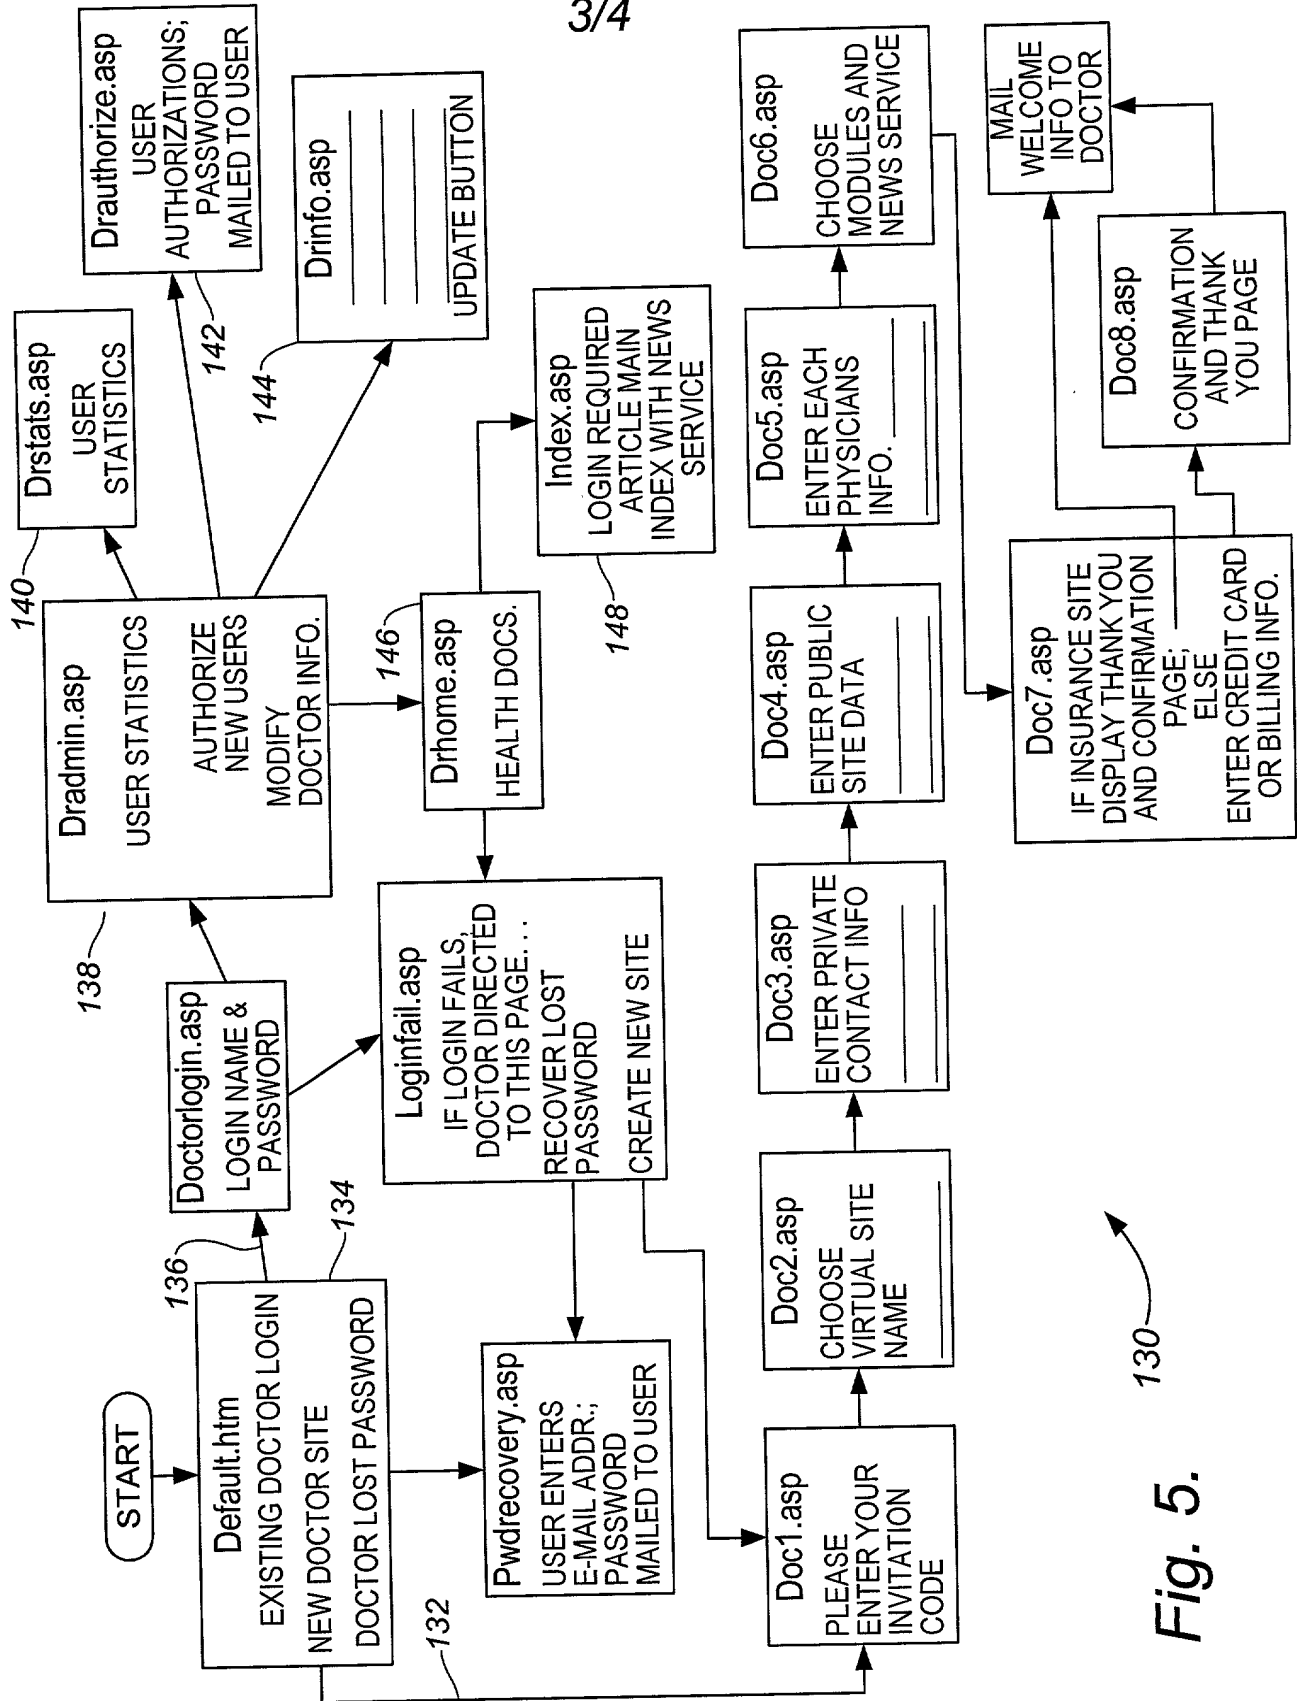 3/4
START
Default.htm
EXISTING DOCTOR LOGIN
NEW DOCTOR SITE
DOCTOR LOST PASSWORD
132
134
136
Doctorlogin.asp
LOGIN NAME &
PASSWORD
138
Dradmin.asp
USER STATISTICS
AUTHORIZE
NEW USERS
MODIFY
DOCTOR INFO.
140
Drstats.asp
USER
STATISTICS
Drauthorize.asp
USER
AUTHORIZATIONS;
PASSWORD
MAILED TO USER
142
144
Drinfo.asp
UPDATE BUTTON
146
Drhome.asp
HEALTH DOCS.
Index.asp
LOGIN REQUIRED
ARTICLE MAIN
INDEX WITH NEWS
SERVICE
148
Loginfail.asp
IF LOGIN FAILS,
DOCTOR DIRECTED
TO THIS PAGE...
RECOVER LOST
PASSWORD
CREATE NEW SITE
Pwdrecovery.asp
USER ENTERS
E-MAIL ADDR.;
PASSWORD
MAILED TO USER
Doc1.asp
PLEASE
ENTER YOUR
INVITATION
CODE
Doc2.asp
CHOOSE
VIRTUAL SITE
NAME
Doc3.asp
ENTER PRIVATE
CONTACT INFO
Doc4.asp
ENTER PUBLIC
SITE DATA
Doc5.asp
ENTER EACH
PHYSICIANS
INFO.
Doc6.asp
CHOOSE
MODULES AND
NEWS SERVICE
Doc7.asp
IF INSURANCE SITE
DISPLAY THANK YOU
AND CONFIRMATION
PAGE;
ELSE
ENTER CREDIT CARD
OR BILLING INFO.
Doc8.asp
CONFIRMATION
AND THANK
YOU PAGE
MAIL
WELCOME
INFO TO
DOCTOR
130
Fig. 5.